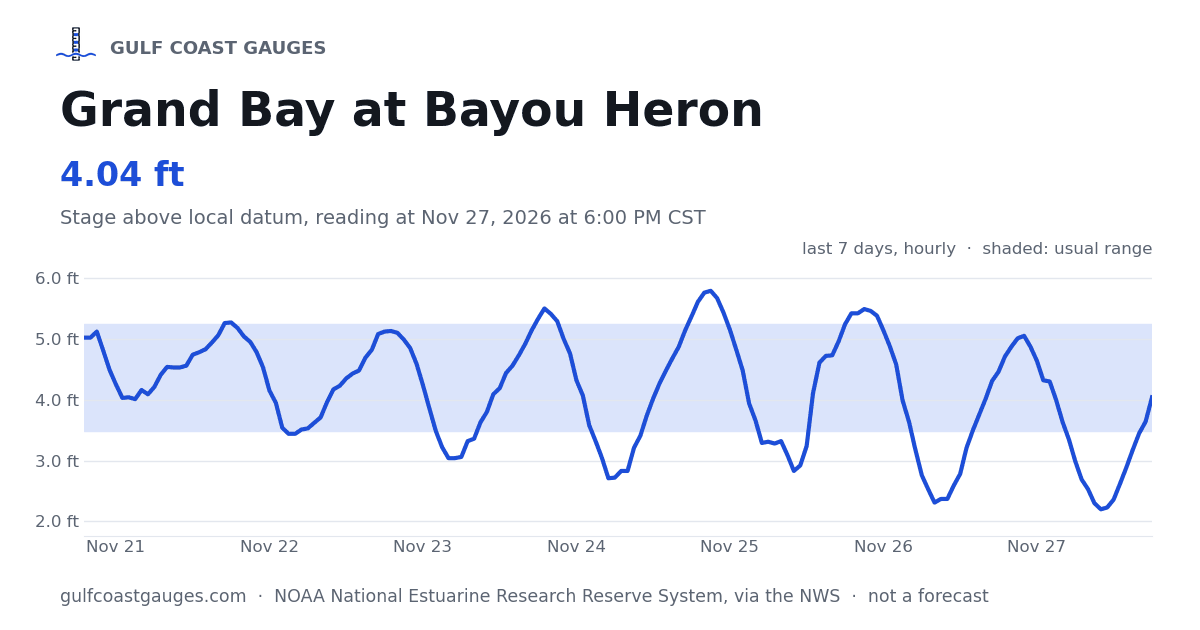 GULF COAST GAUGES
Grand Bay at Bayou Heron
4.04 ft
Stage above local datum, reading at Nov 27, 2026 at 6:00 PM CST
last 7 days, hourly · shaded: usual range
6.0 ft
5.0 ft
4.0 ft
3.0 ft
2.0 ft
Nov 21 Nov 22 Nov 23 Nov 24 Nov 25 Nov 26 Nov 27
gulfcoastgauges.com · NOAA National Estuarine Research Reserve System, via the NWS · not a forecast